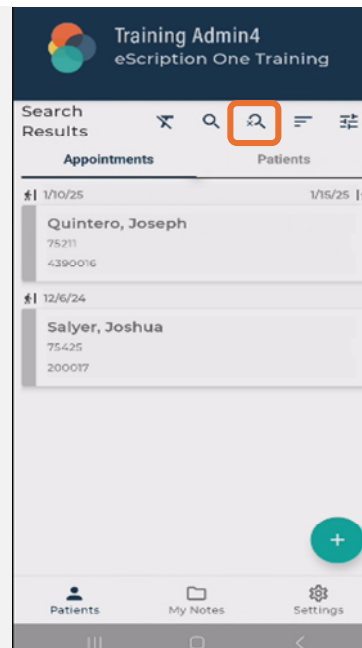 Training Admin4
eScription One Training
Search
Results
Appointments Patients
1/10/25 1/15/25
Quintero, Joseph
75211
4390016
12/6/24
Salyer, Joshua
75425
200017
Patients My Notes Settings